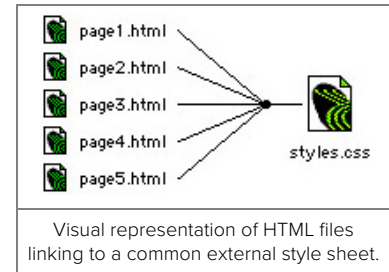 page1.html
page2.html
page3.html
page4.html
page5.html
styles.css
Visual representation of HTML files
linking to a common external style sheet.